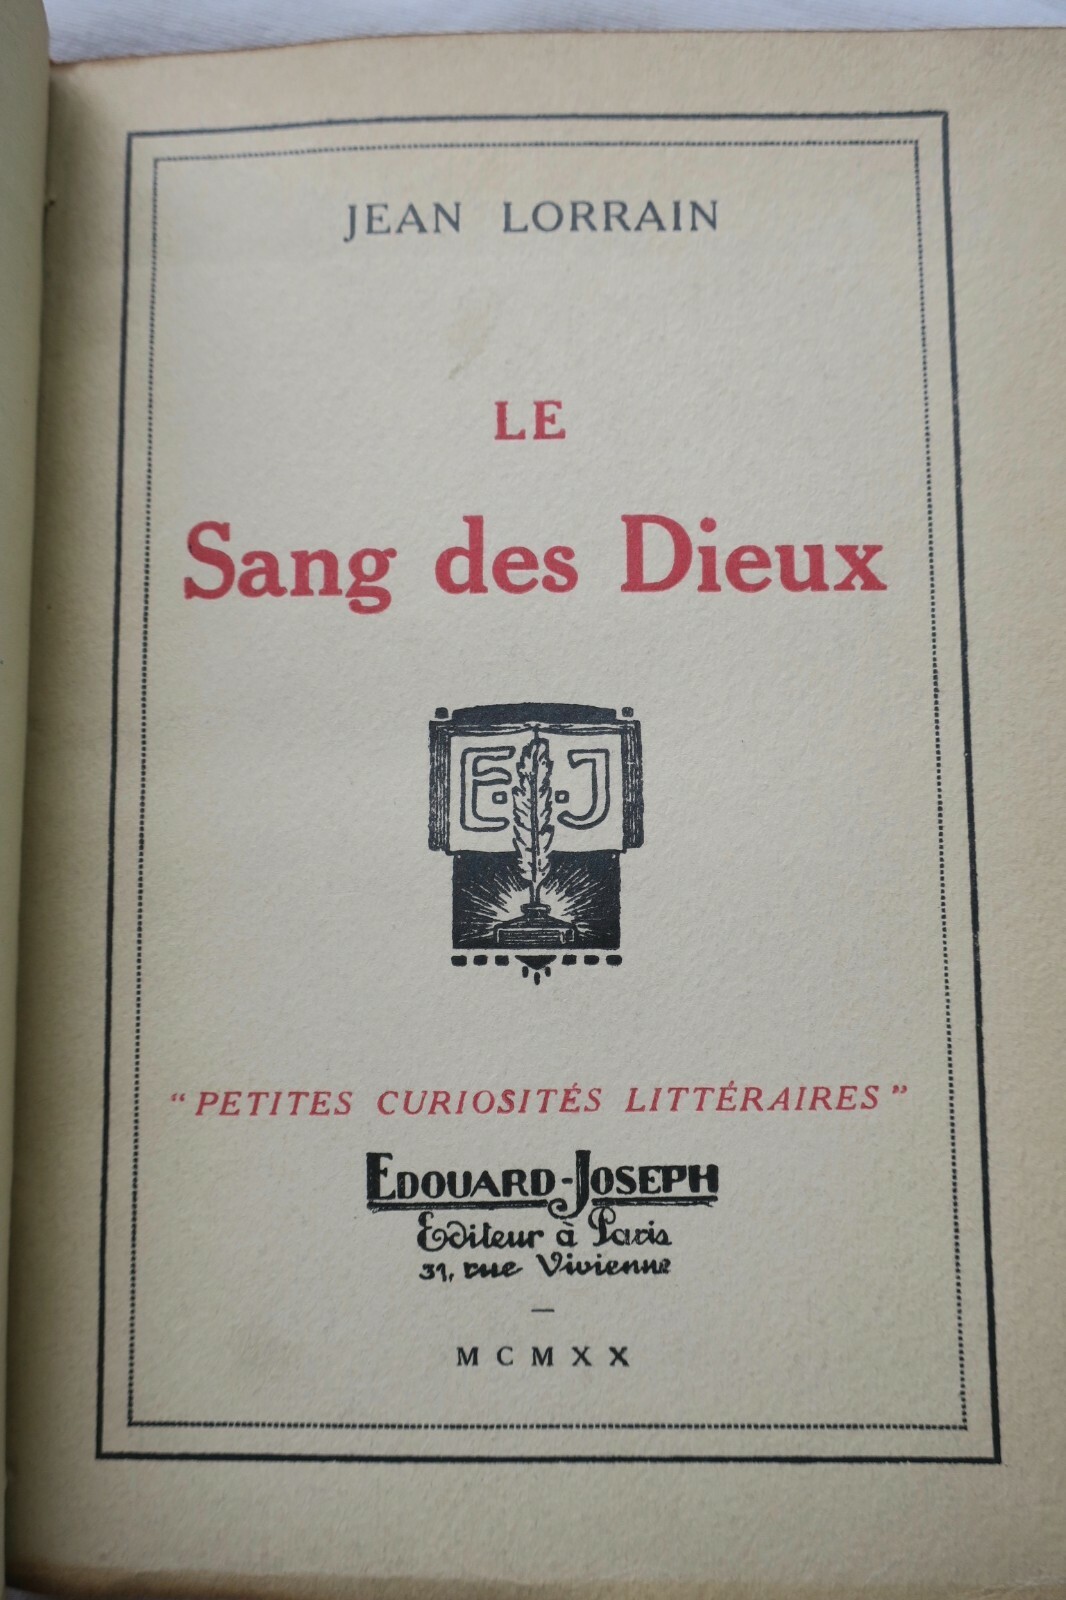 JEAN LORRAIN
LE
Sang des Dieux
E.J
"PETITES CURIOSITÉS LITTÉRAIRES"
EDOUARD-JOSEPH
Editeur à Paris
31, rue Vivienne
—
MCMXX